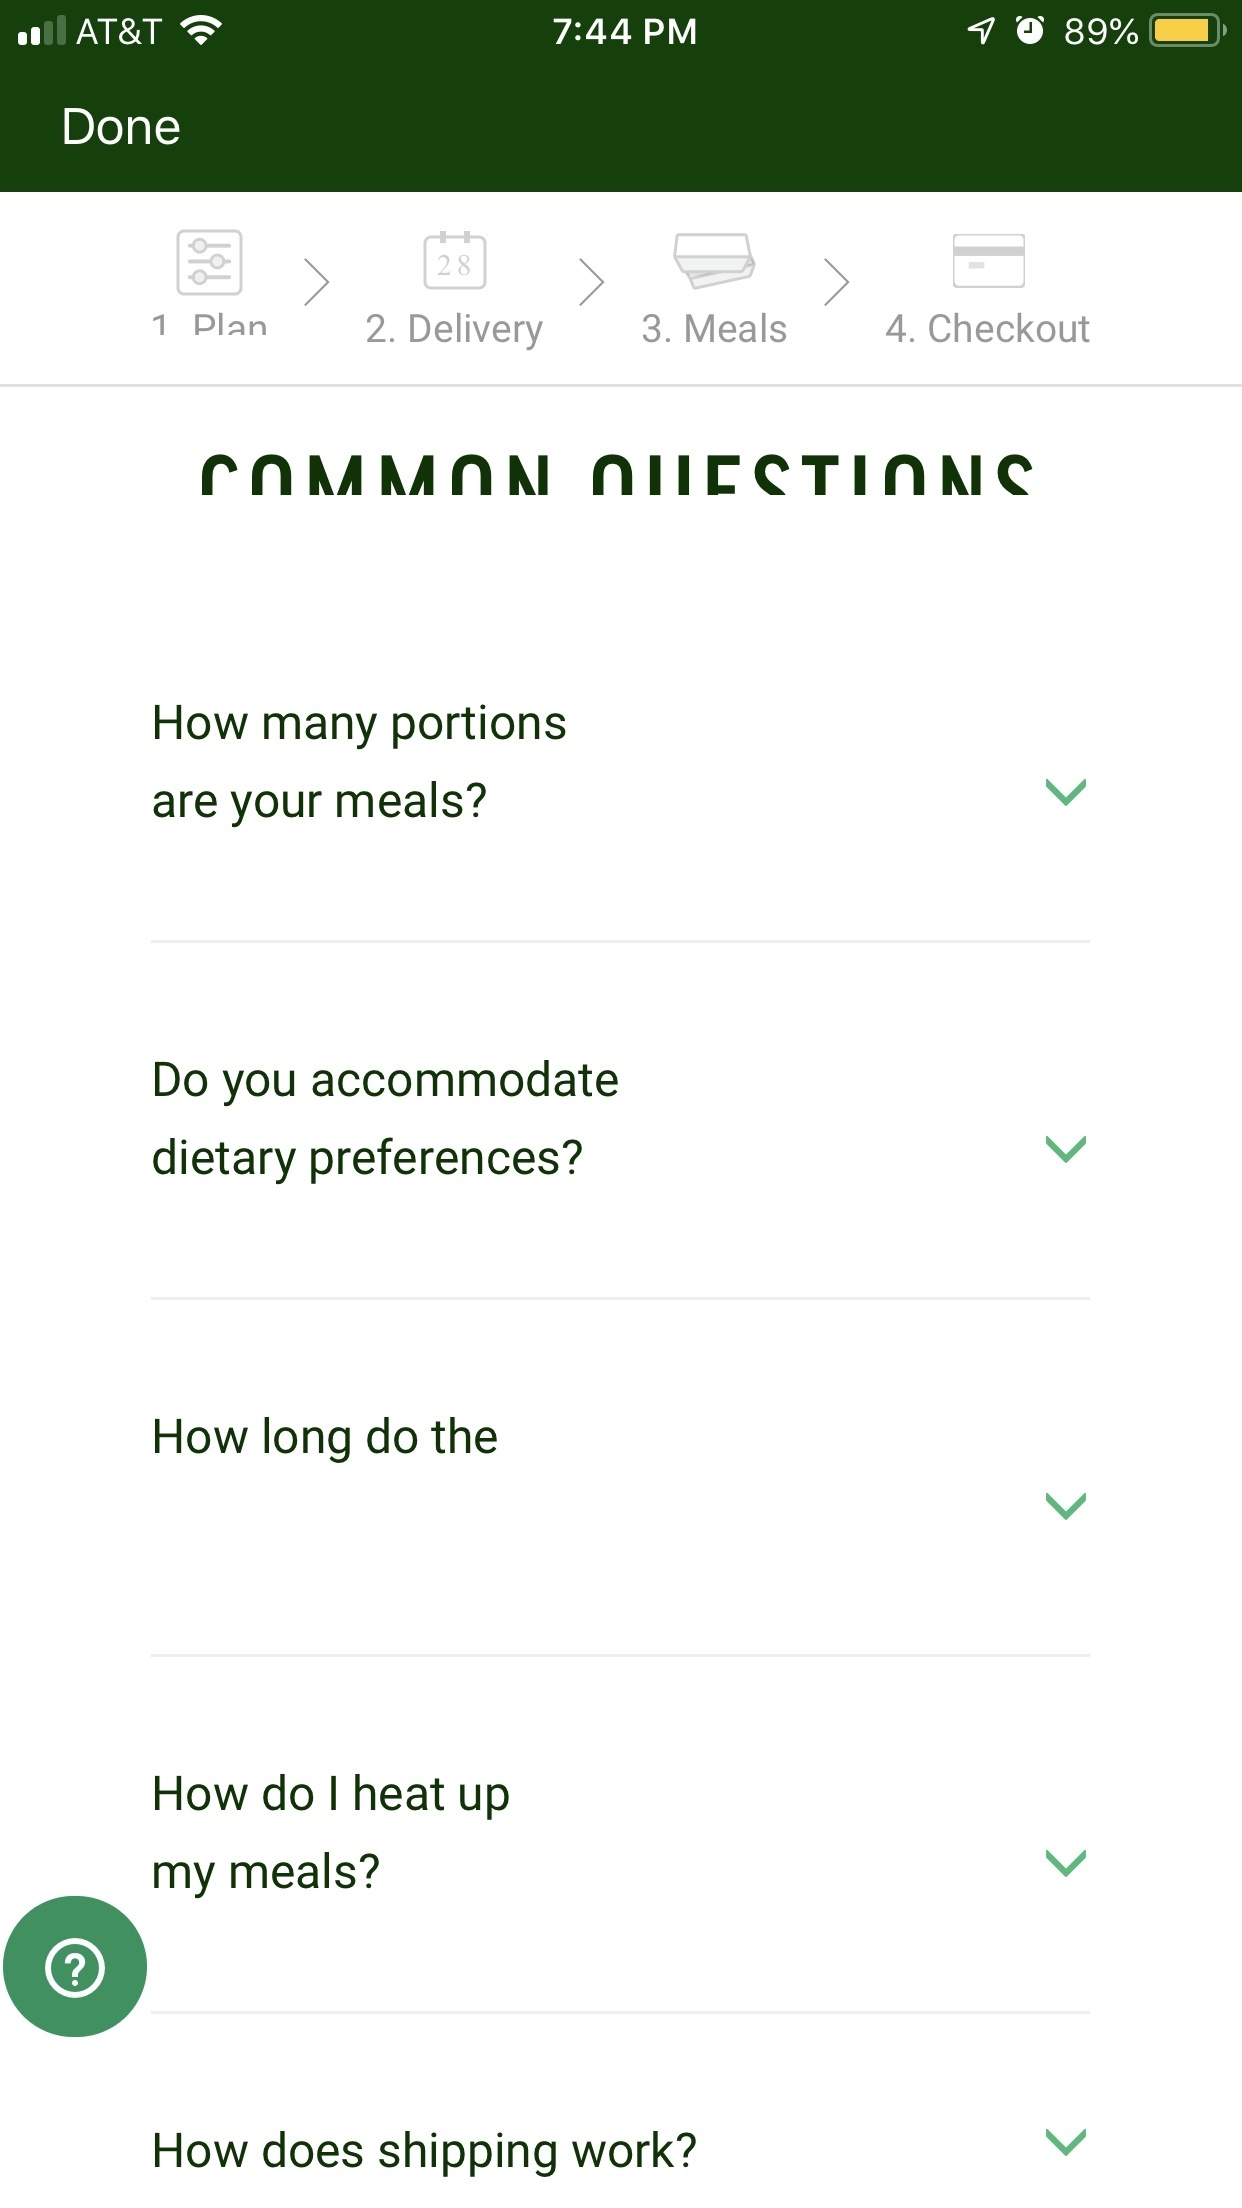 AT&T 7:44 PM 89%
Done
28
1. Plan 2. Delivery 3. Meals 4. Checkout
COMMON QUESTIONS
How many portions
are your meals?
Do you accommodate
dietary preferences?
How long do the
How do I heat up
my meals?
?
How does shipping work?